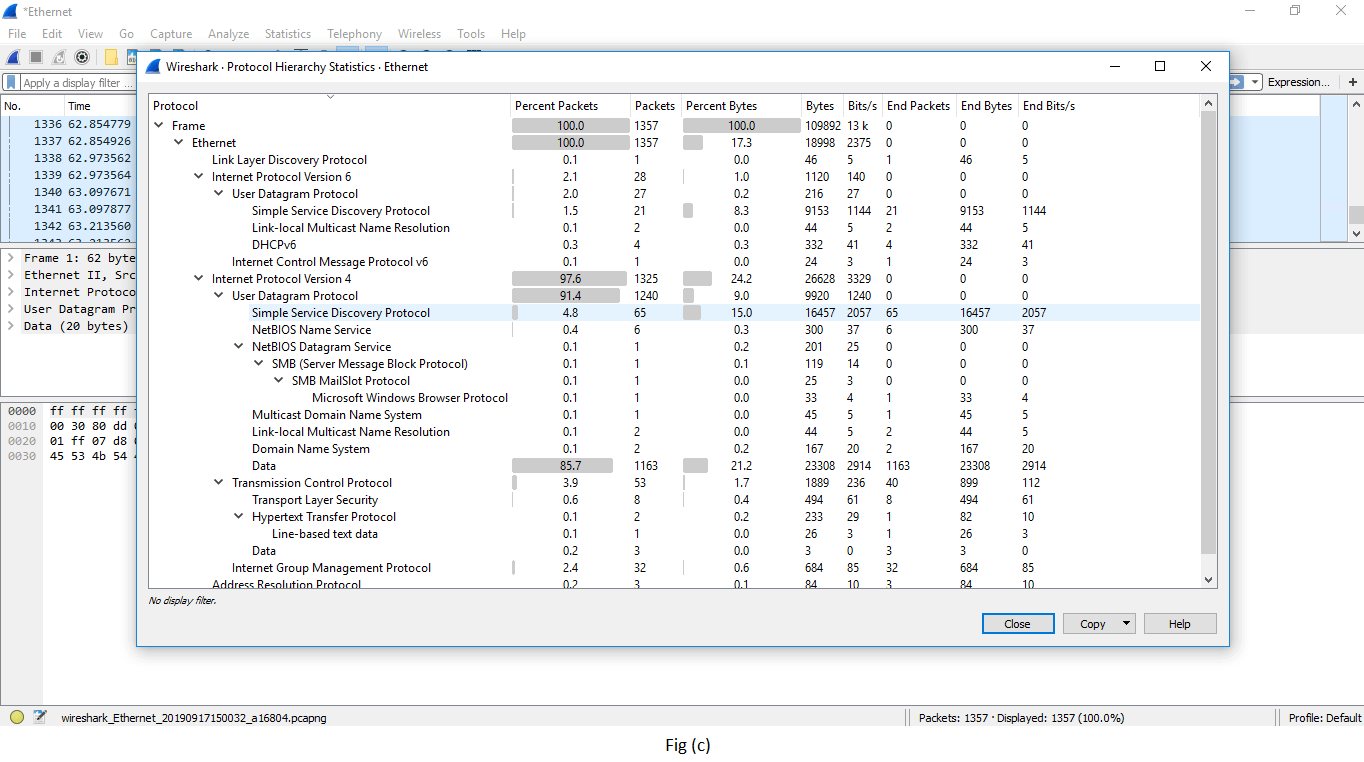 *Ethernet
File Edit View Go Capture Analyze Statistics Telephony Wireless Tools Help
Wireshark · Protocol Hierarchy Statistics · Ethernet
Apply a display filter ... Expression... +
No. Time
1336 62.854779
1337 62.854926
1338 62.973562
1339 62.973564
1340 63.097671
1341 63.097877
1342 63.213560
Frame 1: 62 byte
Ethernet II, Src
Internet Protoco
User Datagram Pr
Data (20 bytes)
0000 ff ff ff ff
0010 00 30 80 dd
0020 01 ff 07 d8
0030 45 53 4b 54
Protocol Percent Packets Packets Percent Bytes Bytes Bits/s End Packets End Bytes End Bits/s
Frame 100.0 1357 100.0 109892 13 k 0 0 0
Ethernet 100.0 1357 17.3 18998 2375 0 0 0
Link Layer Discovery Protocol 0.1 1 0.0 46 5 1 46 5
Internet Protocol Version 6 2.1 28 1.0 1120 140 0 0 0
User Datagram Protocol 2.0 27 0.2 216 27 0 0 0
Simple Service Discovery Protocol 1.5 21 8.3 9153 1144 21 9153 1144
Link-local Multicast Name Resolution 0.1 2 0.0 44 5 2 44 5
DHCPv6 0.3 4 0.3 332 41 4 332 41
Internet Control Message Protocol v6 0.1 1 0.0 24 3 1 24 3
Internet Protocol Version 4 97.6 1325 24.2 26628 3329 0 0 0
User Datagram Protocol 91.4 1240 9.0 9920 1240 0 0 0
Simple Service Discovery Protocol 4.8 65 15.0 16457 2057 65 16457 2057
NetBIOS Name Service 0.4 6 0.3 300 37 6 300 37
NetBIOS Datagram Service 0.1 1 0.2 201 25 0 0 0
SMB (Server Message Block Protocol) 0.1 1 0.1 119 14 0 0 0
SMB MailSlot Protocol 0.1 1 0.0 25 3 0 0 0
Microsoft Windows Browser Protocol 0.1 1 0.0 33 4 1 33 4
Multicast Domain Name System 0.1 1 0.0 45 5 1 45 5
Link-local Multicast Name Resolution 0.1 2 0.0 44 5 2 44 5
Domain Name System 0.1 2 0.2 167 20 2 167 20
Data 85.7 1163 21.2 23308 2914 1163 23308 2914
Transmission Control Protocol 3.9 53 1.7 1889 236 40 899 112
Transport Layer Security 0.6 8 0.4 494 61 8 494 61
Hypertext Transfer Protocol 0.1 2 0.2 233 29 1 82 10
Line-based text data 0.1 1 0.0 26 3 1 26 3
Data 0.2 3 0.0 3 0 3 3 0
Internet Group Management Protocol 2.4 32 0.6 684 85 32 684 85
Address Resolution Protocol 0.2 3 0.1 84 10 3 84 10
No display filter.
Close Copy Help
wireshark_Ethernet_20190917150032_a16804.pcapng Packets: 1357 · Displayed: 1357 (100.0%) Profile: Default
Fig (c)